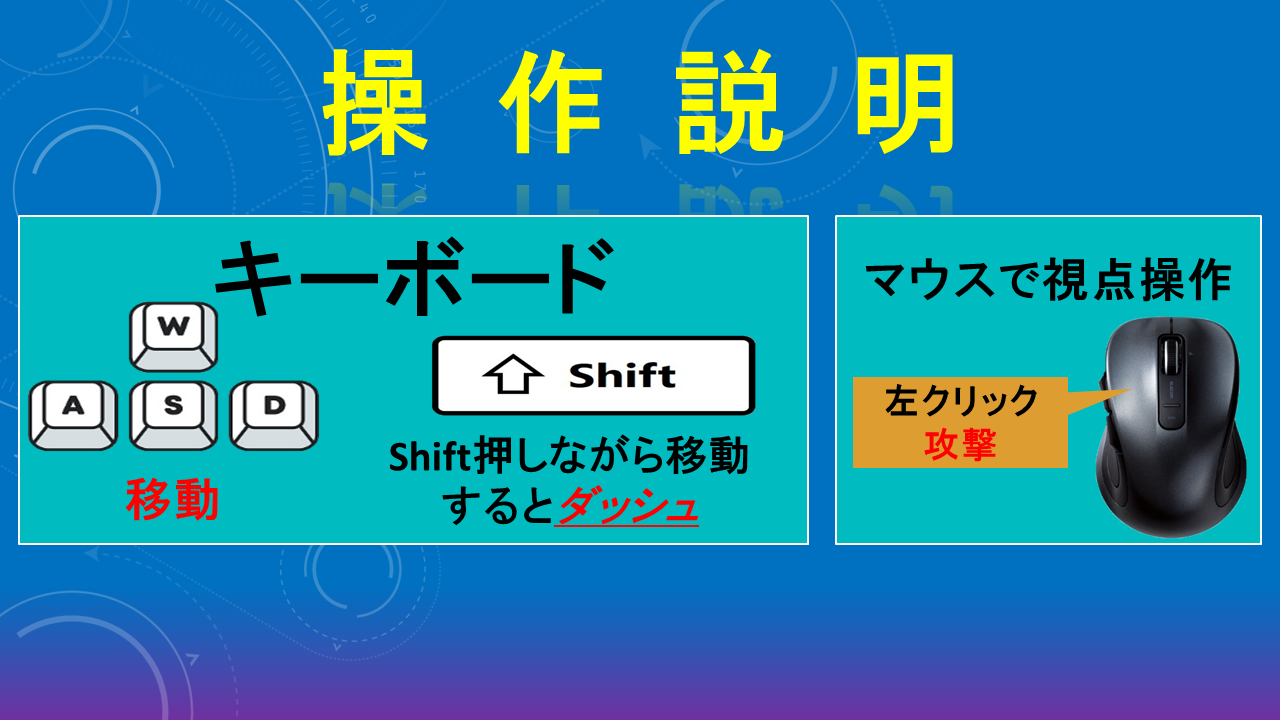 操作説明
キーボード
W
A S D
移動
Shift
Shift押しながら移動
するとダッシュ
マウスで視点操作
左クリック
攻撃